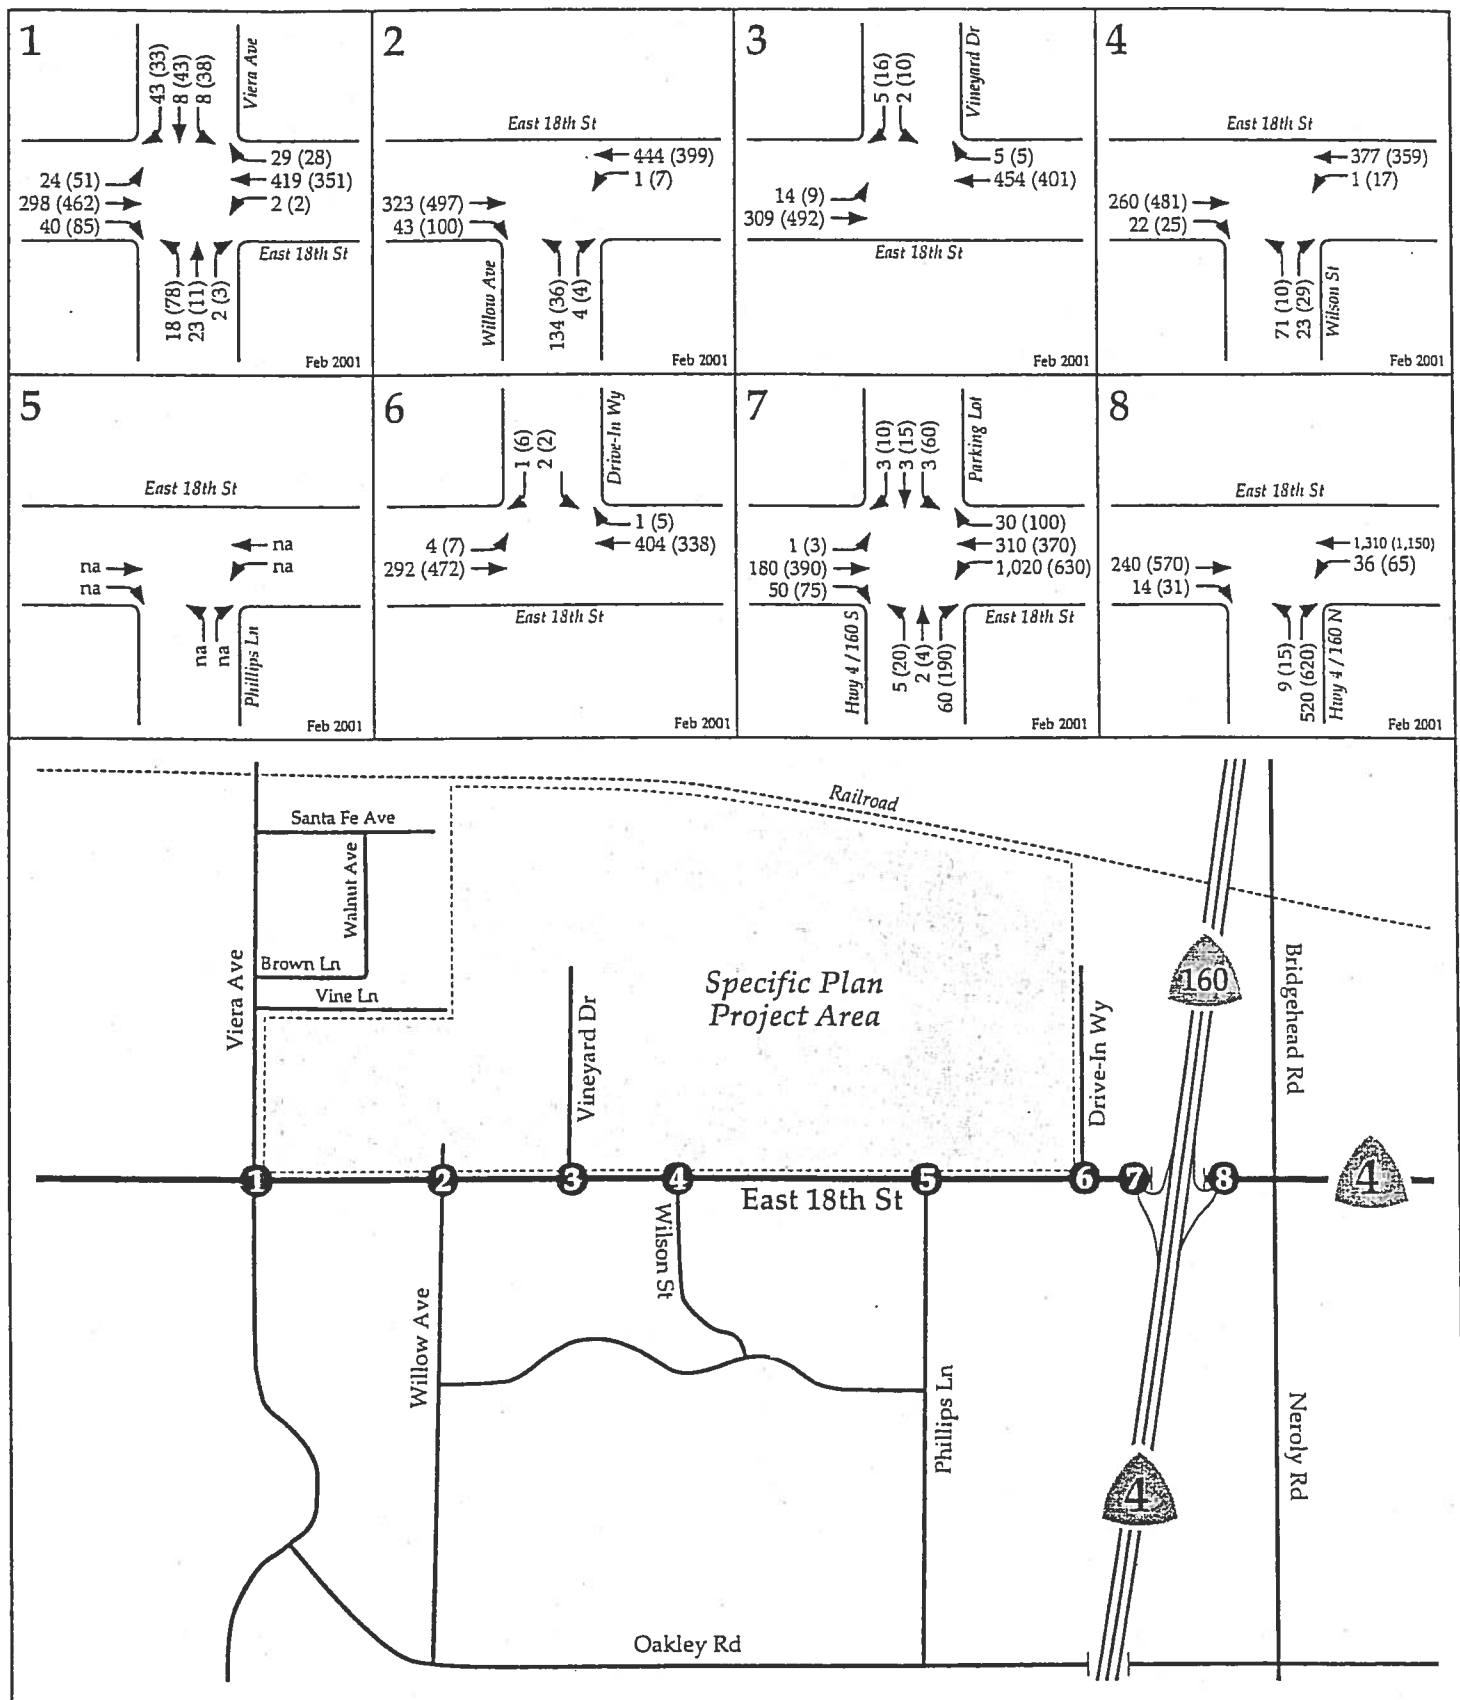 1
43 (33)
8 (43)
8 (38)
Viera Ave
29 (28)
419 (351)
2 (2)
24 (51)
298 (462)
40 (85)
East 18th St
18 (78)
23 (11)
2 (3)
Feb 2001
2
East 18th St
444 (399)
1 (7)
323 (497)
43 (100)
Willow Ave
134 (36)
4 (4)
Feb 2001
3
5 (16)
2 (10)
Vineyard Dr
5 (5)
454 (401)
14 (9)
309 (492)
East 18th St
Feb 2001
4
East 18th St
377 (359)
1 (17)
260 (481)
22 (25)
71 (10)
23 (29)
Wilson St
Feb 2001
5
East 18th St
na
na
na
na
na
na
Phillips Ln
Feb 2001
6
1 (6)
2 (2)
Drive-In Wy
1 (5)
404 (338)
4 (7)
292 (472)
East 18th St
Feb 2001
7
3 (10)
3 (15)
3 (60)
Parking Lot
30 (100)
310 (370)
1,020 (630)
1 (3)
180 (390)
50 (75)
Hwy 4 / 160 S
5 (20)
2 (4)
60 (190)
East 18th St
Feb 2001
8
East 18th St
1,310 (1,150)
36 (65)
240 (570)
14 (31)
9 (15)
520 (620)
Hwy 4 / 160 N
Feb 2001
Railroad
Santa Fe Ave
Walnut Ave
Brown Ln
Vine Ln
Viera Ave
Vineyard Dr
Specific Plan
Project Area
Drive-In Wy
160
Bridgehead Rd
1
2
3
4
5
6
7
8
4
East 18th St
Wilson St
Willow Ave
Phillips Ln
4
Neroly Rd
Oakley Rd